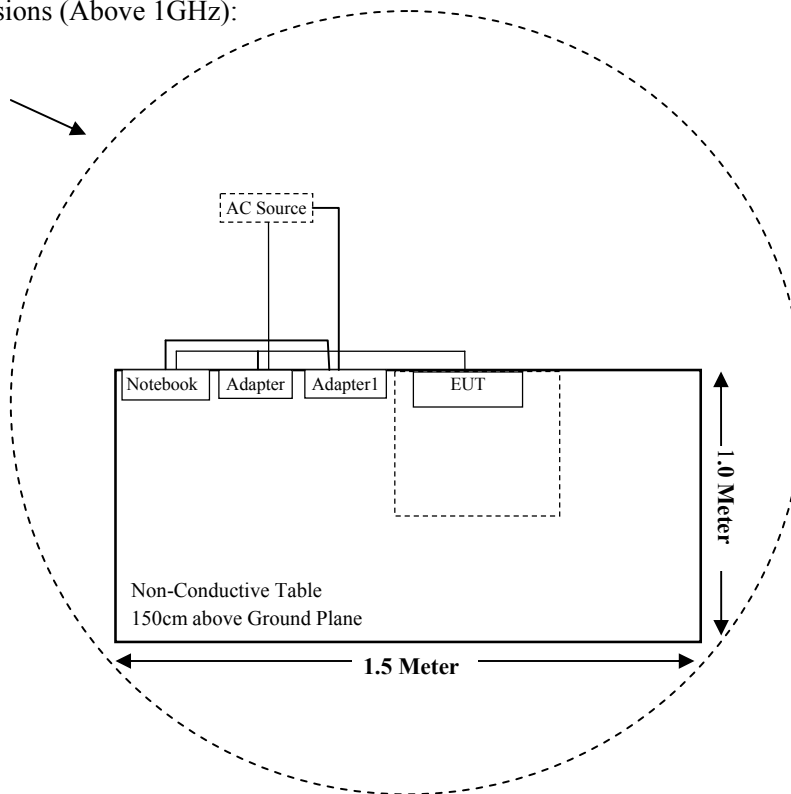 sions (Above 1GHz):
AC Source
Notebook
Adapter
Adapter1
EUT
1.0 Meter
Non-Conductive Table
150cm above Ground Plane
1.5 Meter